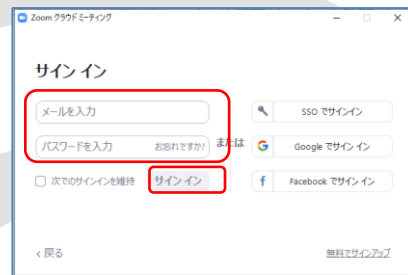 Zoom クラウド ミーティング
サイン イン
メールを入力
パスワードを入力 お忘れですか?
次でのサインインを維持 サイン イン
または
SSO でサインイン
Google でサイン イン
Facebook でサイン イン
< 戻る
無料でサインアップ